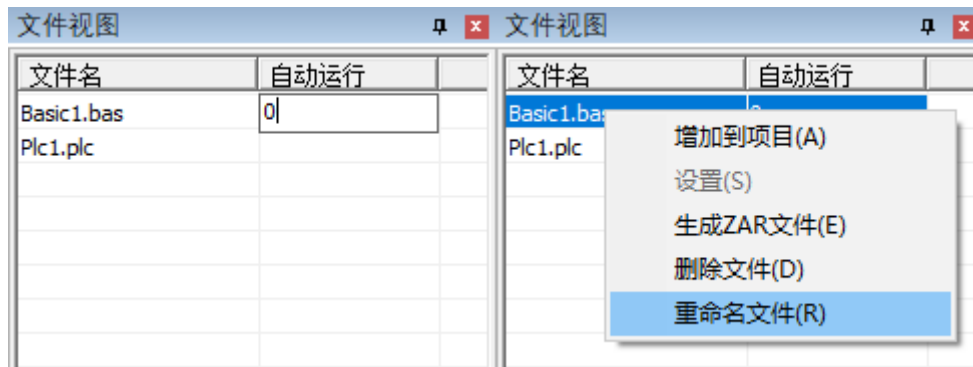 文件视图
文件名 自动运行
Basic1.bas 0
Plc1.plc
文件视图
文件名 自动运行
Basic1.ba
Plc1.plc
增加到项目(A)
设置(S)
生成ZAR文件(E)
删除文件(D)
重命名文件(R)